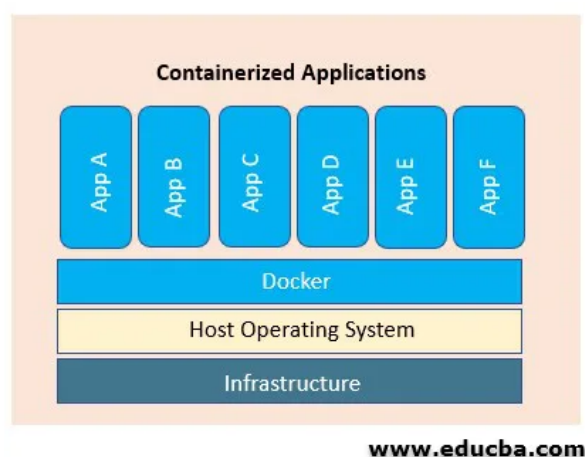 Containerized Applications
App A
App B
App C
App D
App E
App F
Docker
Host Operating System
Infrastructure
www.educba.com